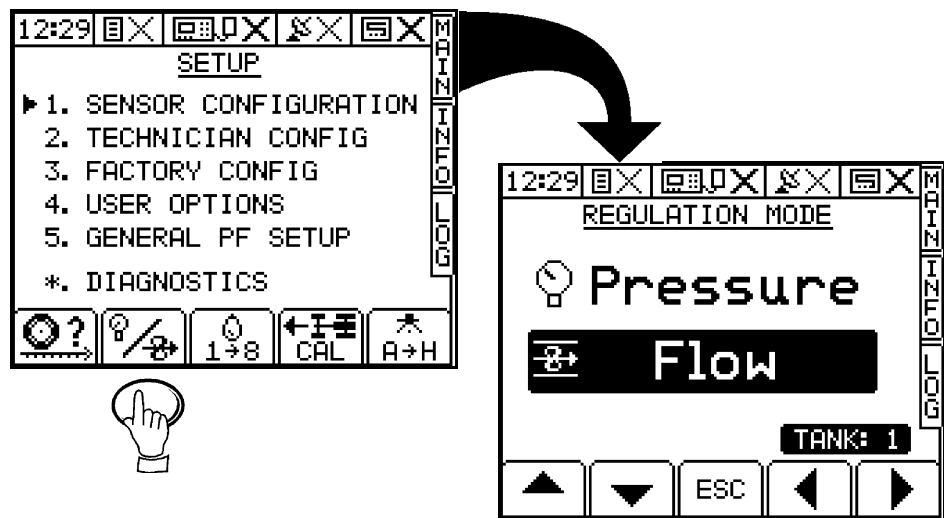 12:29
SETUP
1. SENSOR CONFIGURATION
2. TECHNICIAN CONFIG
3. FACTORY CONFIG
4. USER OPTIONS
5. GENERAL PF SETUP
*. DIAGNOSTICS
?
1→8
CAL
A→H
MAIN
INFO
LOG
12:29
REGULATION MODE
Pressure
Flow
TANK: 1
ESC
MAIN
INFO
LOG